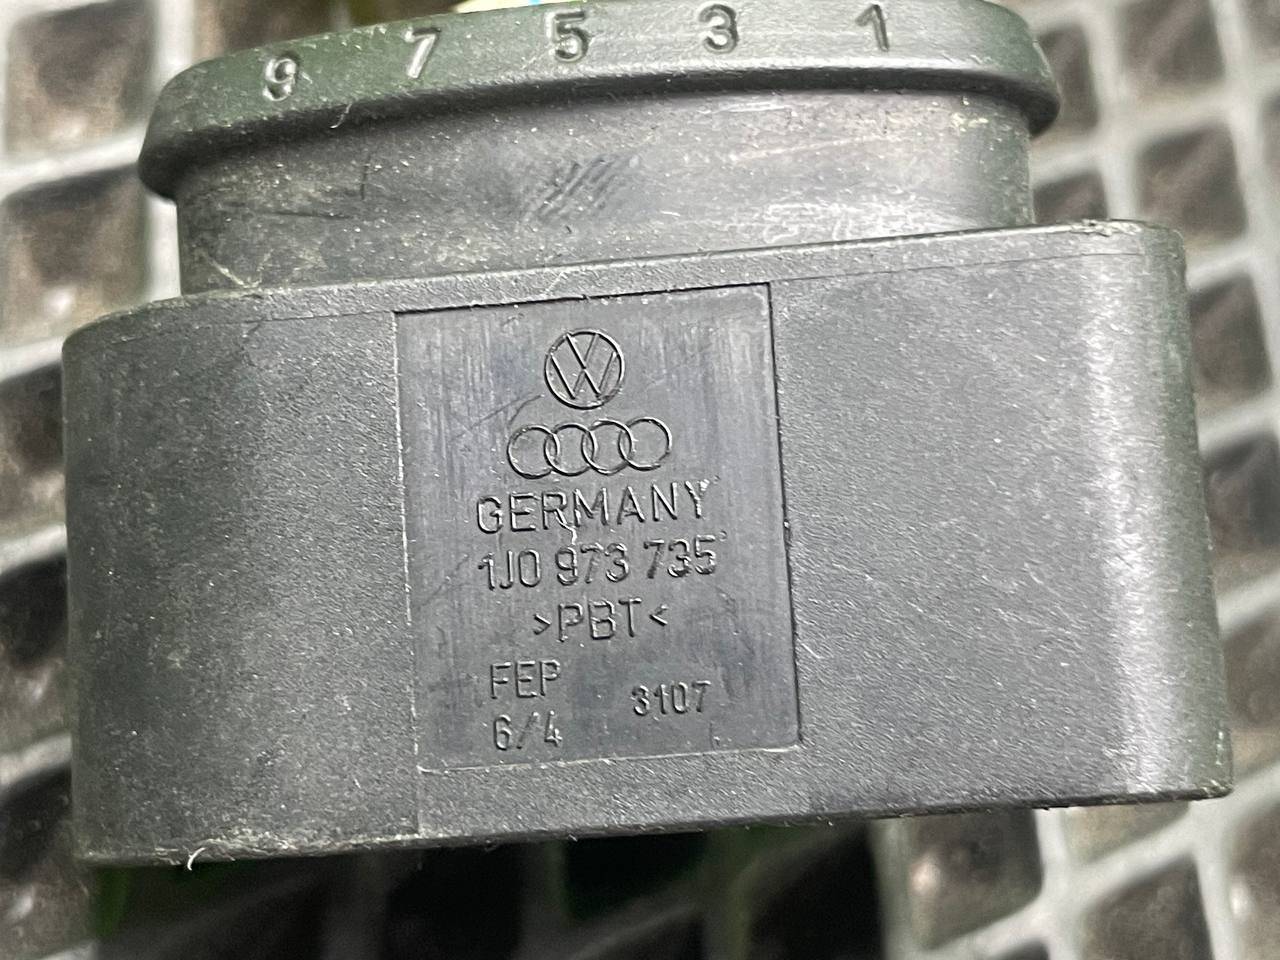 9 7 5 3 1
GERMANY
1J0 973 735
>PBT<
FEP 3107
6/4